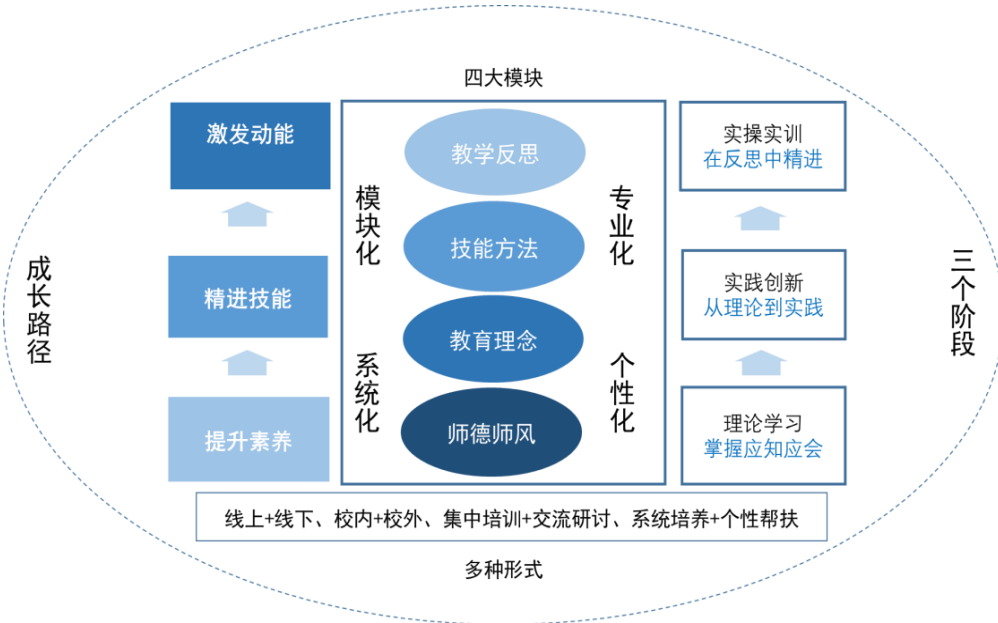 四大模块
成长路径
激发动能
精进技能
提升素养
模块化
系统化
教学反思
技能方法
教育理念
师德师风
专业化
个性化
实操实训
在反思中精进
实践创新
从理论到实践
理论学习
掌握应知应会
三个阶段
线上+线下、校内+校外、集中培训+交流研讨、系统培养+个性帮扶
多种形式